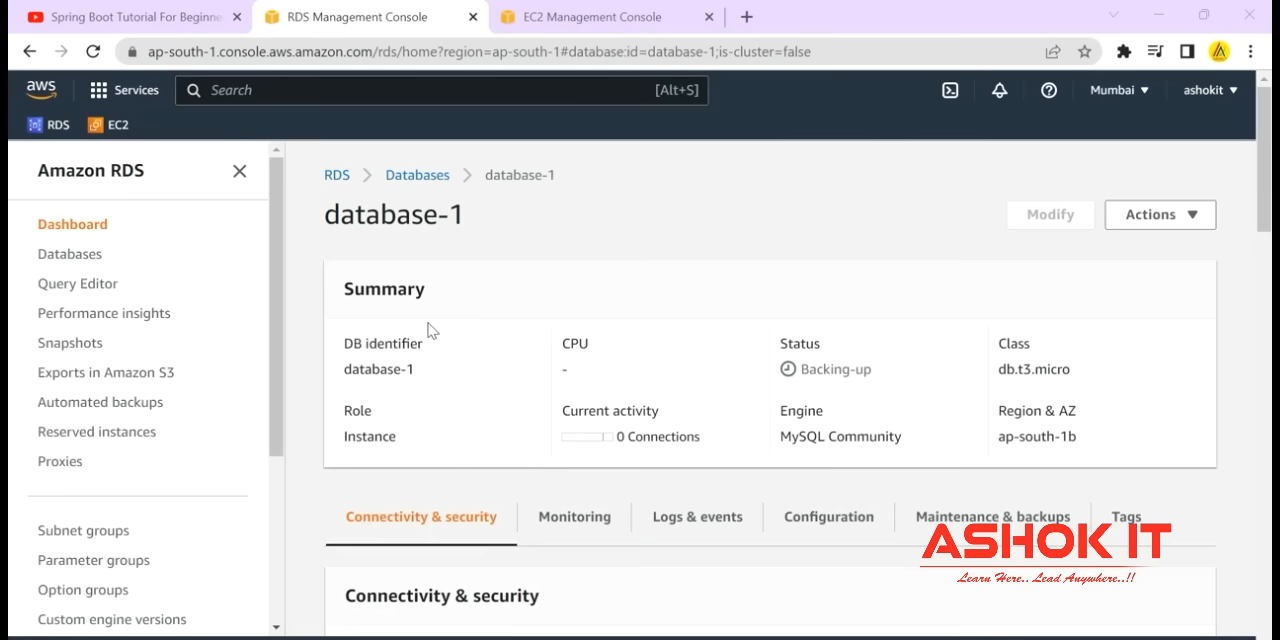 Spring Boot Tutorial For Beginne
RDS Management Console
EC2 Management Console
ap-south-1.console.aws.amazon.com/rds/home?region=ap-south-1#database:id=database-1;is-cluster=false
aws
Services
Search
[Alt+S]
Mumbai
ashokit
RDS
EC2
Amazon RDS
Dashboard
Databases
Query Editor
Performance insights
Snapshots
Exports in Amazon S3
Automated backups
Reserved instances
Proxies
Subnet groups
Parameter groups
Option groups
Custom engine versions
RDS > Databases > database-1
database-1
Modify
Actions
Summary
DB identifier
database-1
CPU
-
Status
Backing-up
Class
db.t3.micro
Role
Instance
Current activity
0 Connections
Engine
MySQL Community
Region & AZ
ap-south-1b
Connectivity & security
Monitoring
Logs & events
Configuration
Maintenance & backups
Tags
Connectivity & security
ASHOK IT
Learn Here.. Lead Anywhere..!!